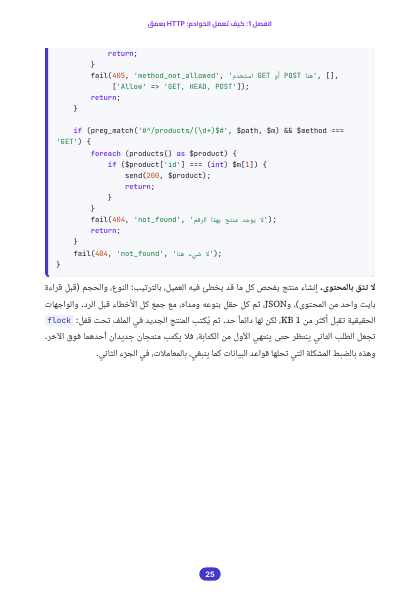 الفصل 1: كيف تعمل الخوادم: HTTP بعمق
return;
}
fail(405, 'method_not_allowed', 'استخدم GET أو POST هنا', [],
['Allow' => 'GET, HEAD, POST']);
return;
}
if (preg_match('#^/products/(\d+)$#', $path, $m) && $method ===
'GET') {
foreach (products() as $product) {
if ($product['id'] === (int) $m[1]) {
send(200, $product);
return;
}
}
fail(404, 'not_found', 'لا يوجد منتج بهذا الرقم');
return;
}
fail(404, 'not_found', 'لا شيء هنا');
}
لا تثق بالمحتوى. إنشاء منتج يفحص كل ما قد يخطئ فيه العميل، بالترتيب: النوع، والحجم (قبل قراءة
بايت واحد من المحتوى)، وJSON، ثم كل حقل بنوعه ومداه، مع جمع كل الأخطاء قبل الرد. والواجهات
الحقيقية تقبل أكثر من 1 KB، لكن لها دائماً حد. ثم يُكتب المنتج الجديد في الملف تحت قفل: flock
تجعل الطلب الثاني ينتظر حتى ينتهي الأول من الكتابة، فلا يكتب منتجان جديدان أحدهما فوق الآخر.
وهذه بالضبط المشكلة التي تحلها قواعد البيانات كما ينبغي، بالمعاملات، في الجزء الثاني.
25